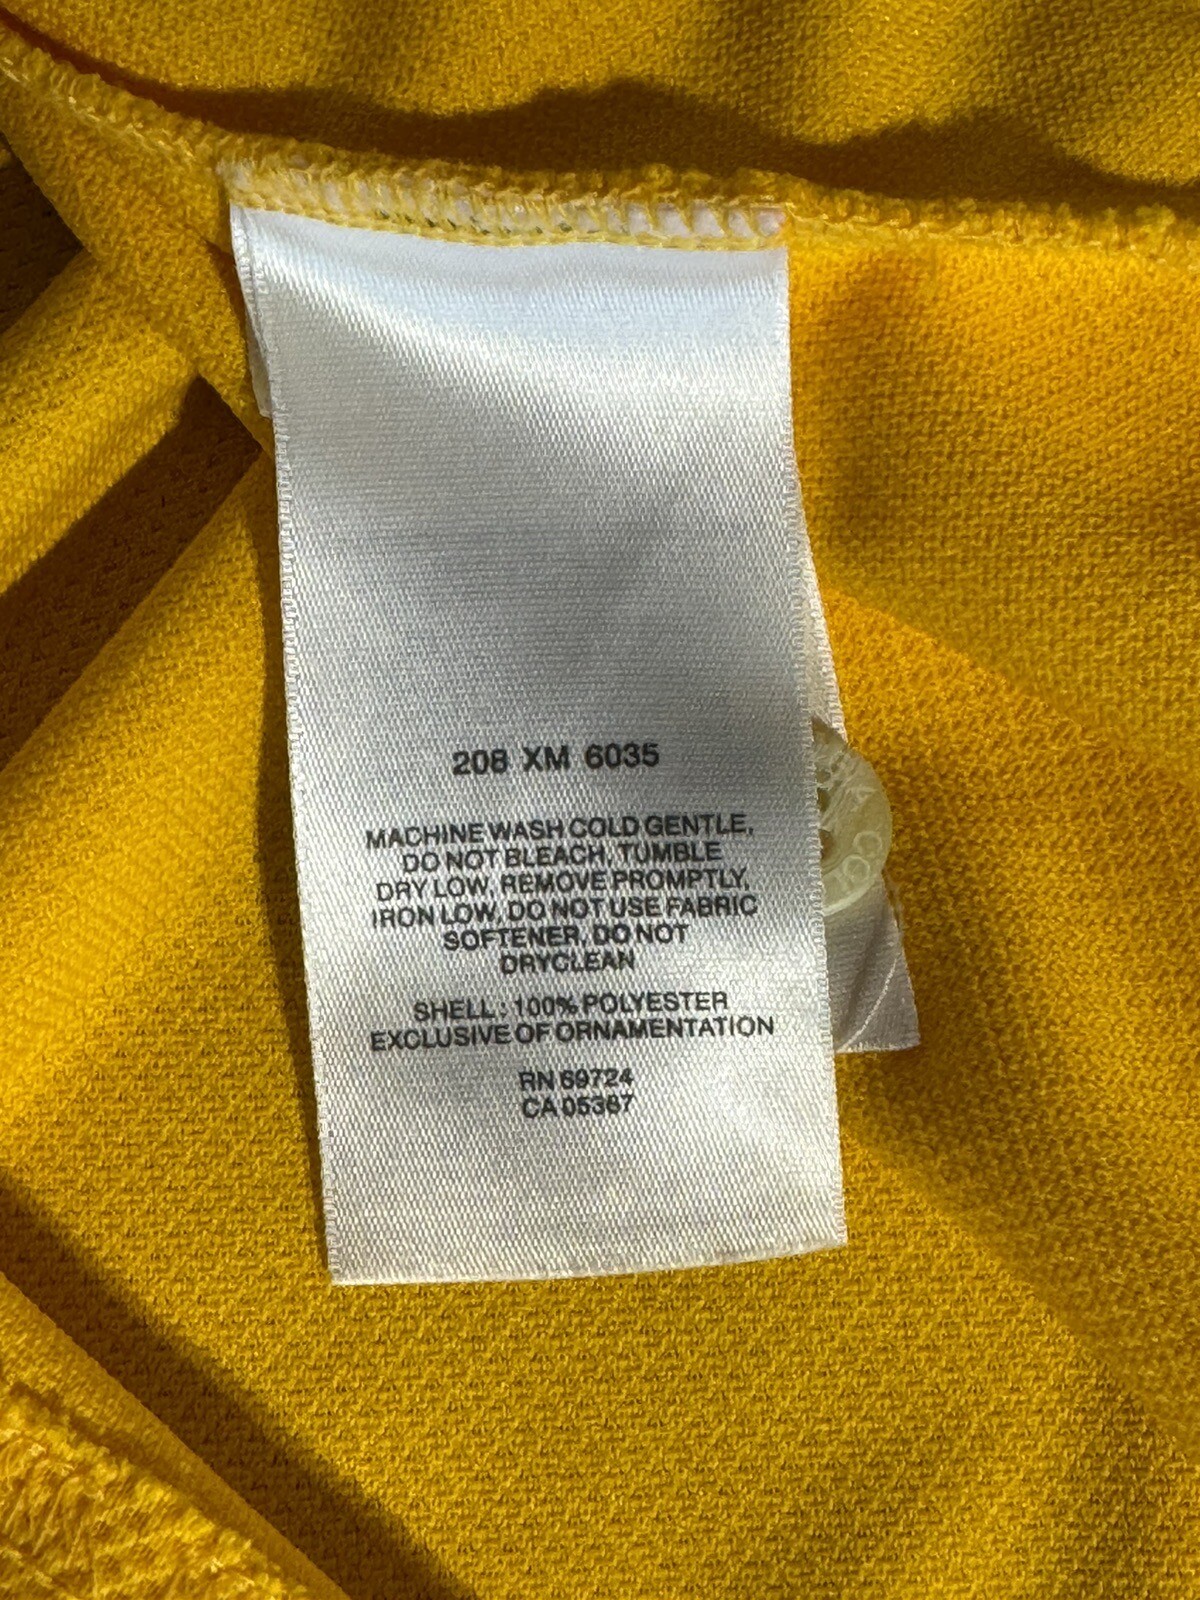 208 XM 6035
MACHINE WASH COLD GENTLE,
DO NOT BLEACH, TUMBLE
DRY LOW, REMOVE PROMPTLY,
IRON LOW, DO NOT USE FABRIC
SOFTENER, DO NOT
DRYCLEAN
SHELL : 100% POLYESTER
EXCLUSIVE OF ORNAMENTATION
RN 69724
CA 05367